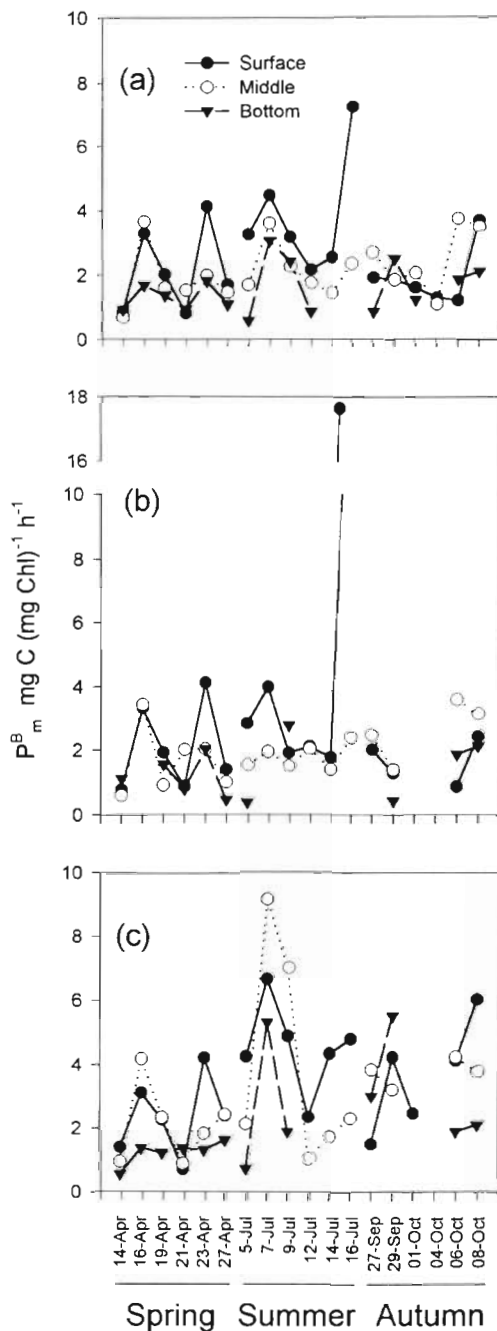 10
8
6
4
2
0
(a)
Surface
Middle
Bottom
18
16
10
8
6
4
2
0
(b)
P^B_m mg C (mg Chl)^-1 h^-1
10
8
6
4
2
0
(c)
14-Apr
16-Apr
19-Apr
21-Apr
23-Apr
27-Apr
5-Jul
7-Jul
9-Jul
12-Jul
14-Jul
16-Jul
27-Sep
29-Sep
01-Oct
04-Oct
06-Oct
08-Oct
Spring Summer Autumn